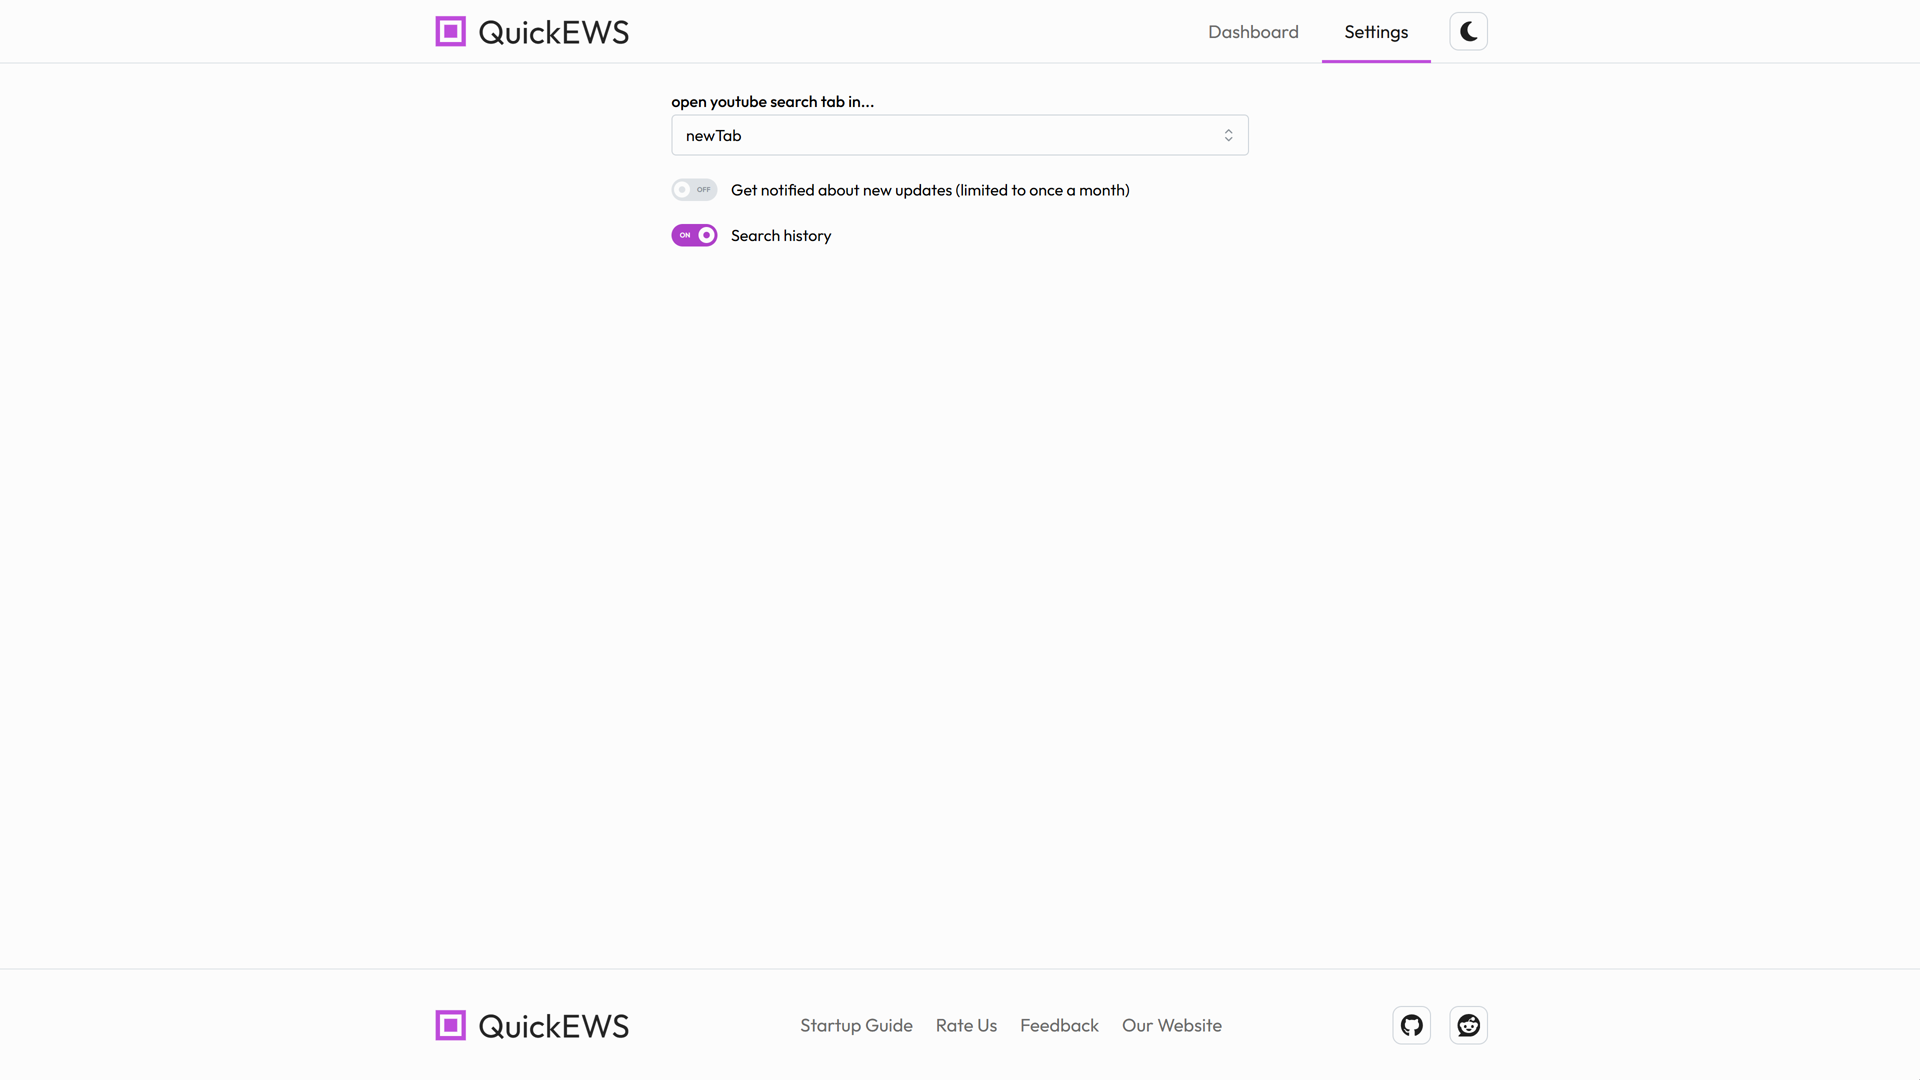 QuickEWS
Dashboard
Settings
open youtube search tab in...
newTab
OFF
Get notified about new updates (limited to once a month)
ON
Search history
QuickEWS
Startup Guide
Rate Us
Feedback
Our Website